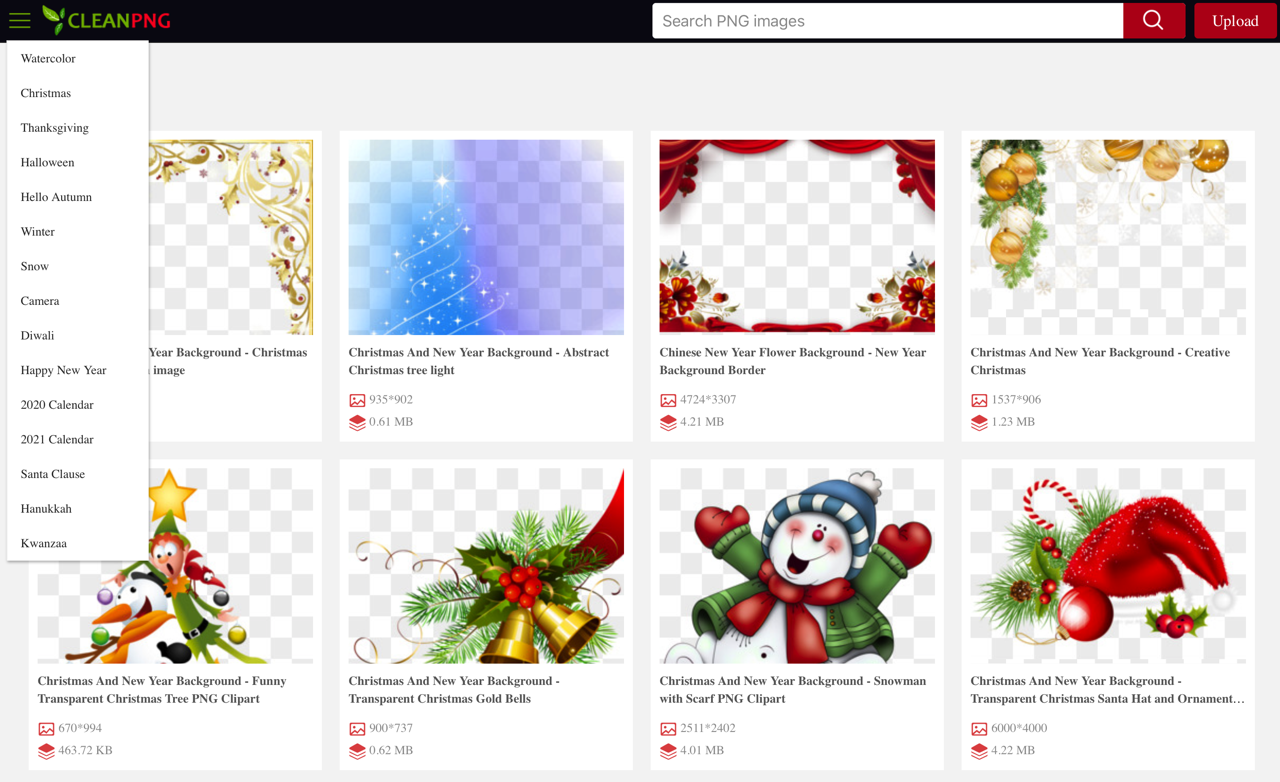 CLEANPNG
Search PNG images
Upload
Watercolor
Christmas
Thanksgiving
Halloween
Hello Autumn
Winter
Snow
Camera
Diwali
Happy New Year
2020 Calendar
2021 Calendar
Santa Clause
Hanukkah
Kwanzaa
Year Background - Christmas
image
Christmas And New Year Background - Abstract
Christmas tree light
935*902
0.61 MB
Chinese New Year Flower Background - New Year
Background Border
4724*3307
4.21 MB
Christmas And New Year Background - Creative
Christmas
1537*906
1.23 MB
Christmas And New Year Background - Funny
Transparent Christmas Tree PNG Clipart
670*994
463.72 KB
Christmas And New Year Background -
Transparent Christmas Gold Bells
900*737
0.62 MB
Christmas And New Year Background - Snowman
with Scarf PNG Clipart
2511*2402
4.01 MB
Christmas And New Year Background -
Transparent Christmas Santa Hat and Ornament…
6000*4000
4.22 MB